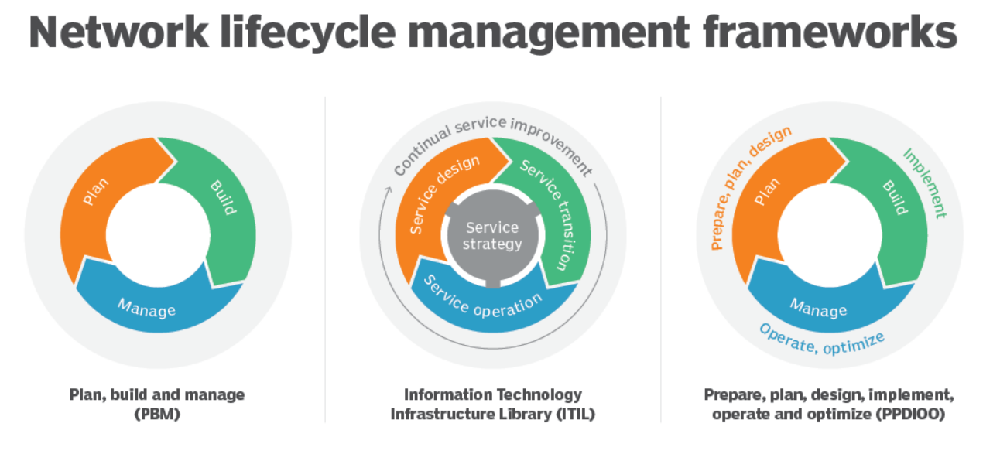 Network lifecycle management frameworks
Plan
Build
Manage
Plan, build and manage
(PBM)
Continual service improvement
Service design
Service transition
Service operation
Service
strategy
Information Technology
Infrastructure Library (ITIL)
Prepare, plan, design
Implement
Operate, optimize
Plan
Build
Manage
Prepare, plan, design, implement,
operate and optimize (PPDIOO)